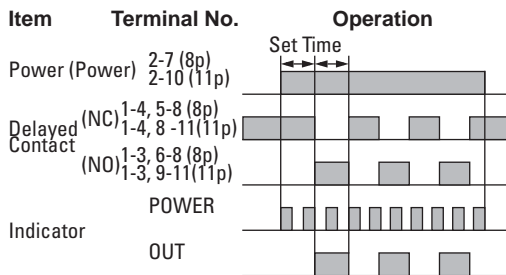 Item Terminal No. Operation
Set Time
Power (Power) 2-7 (8p)
2-10 (11p)
Delayed
Contact
(NC) 1-4, 5-8 (8p)
1-4, 8 -11(11p)
(NO) 1-3, 6-8 (8p)
1-3, 9-11(11p)
Indicator
POWER
OUT